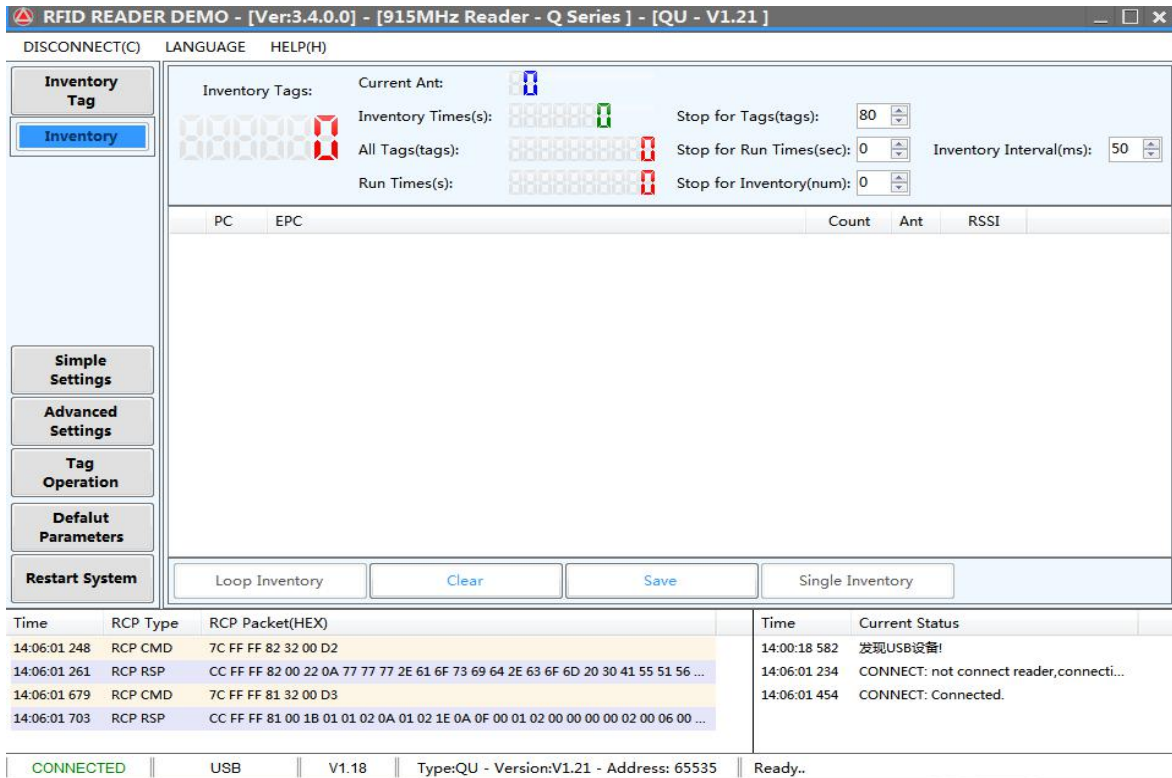 RFID READER DEMO - [Ver:3.4.0.0] - [915MHz Reader - Q Series ] - [QU - V1.21 ]
DISCONNECT(C) LANGUAGE HELP(H)
Inventory
Tag
Inventory
Simple
Settings
Advanced
Settings
Tag
Operation
Defalut
Parameters
Restart System
Inventory Tags: 0
Current Ant: 0
Inventory Times(s): 0
All Tags(tags): 0
Run Times(s): 0
Stop for Tags(tags): 80
Stop for Run Times(sec): 0
Stop for Inventory(num): 0
Inventory Interval(ms): 50
PC EPC Count Ant RSSI
Loop Inventory Clear Save Single Inventory
Time RCP Type RCP Packet(HEX)
14:06:01 248 RCP CMD 7C FF FF 82 32 00 D2
14:06:01 261 RCP RSP CC FF FF 82 00 22 0A 77 77 77 2E 61 6F 73 69 64 2E 63 6F 6D 20 30 41 55 51 56 ...
14:06:01 679 RCP CMD 7C FF FF 81 32 00 D3
14:06:01 703 RCP RSP CC FF FF 81 00 1B 01 01 02 0A 01 02 1E 0A 0F 00 01 02 00 00 00 00 02 00 06 00 ...
Time Current Status
14:00:18 582 发现USB设备!
14:06:01 234 CONNECT: not connect reader,connecti...
14:06:01 454 CONNECT: Connected.
CONNECTED USB V1.18 Type:QU - Version:V1.21 - Address: 65535 Ready..